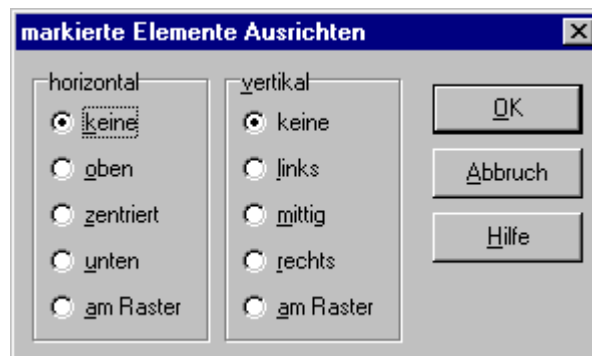 markierte Elemente Ausrichten
horizontal
keine
oben
zentriert
unten
am Raster
vertikal
keine
links
mittig
rechts
am Raster
OK
Abbruch
Hilfe